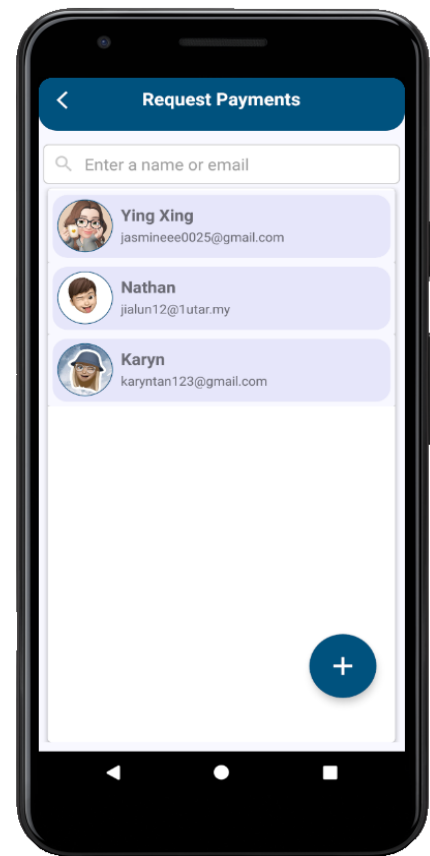 Request Payments
Enter a name or email
Ying Xing
jasmineee0025@gmail.com
Nathan
jialun12@1utar.my
Karyn
karyntan123@gmail.com
+